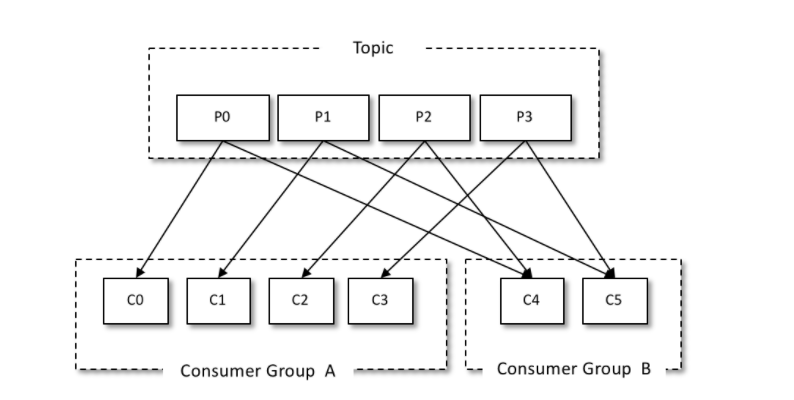 Topic
P0 P1 P2 P3
C0 C1 C2 C3 C4 C5
Consumer Group A Consumer Group B